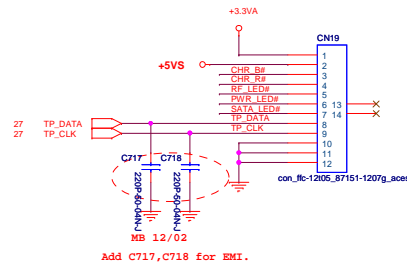 +3.3VA
CN19
+5VS
1
2
CHR_B# 3
CHR_R# 4
RF_LED# 5
PWR_LED# 6 13
SATA_LED# 7 14
27 TP_DATA TP_DATA 8
27 TP_CLK TP_CLK 9
10
11
12
C717 C718
con_ffc-12t05_87151-1207g_aces
220P-50-04N-J 220P-50-04N-J
MB 12/02
Add C717,C718 for EMI.